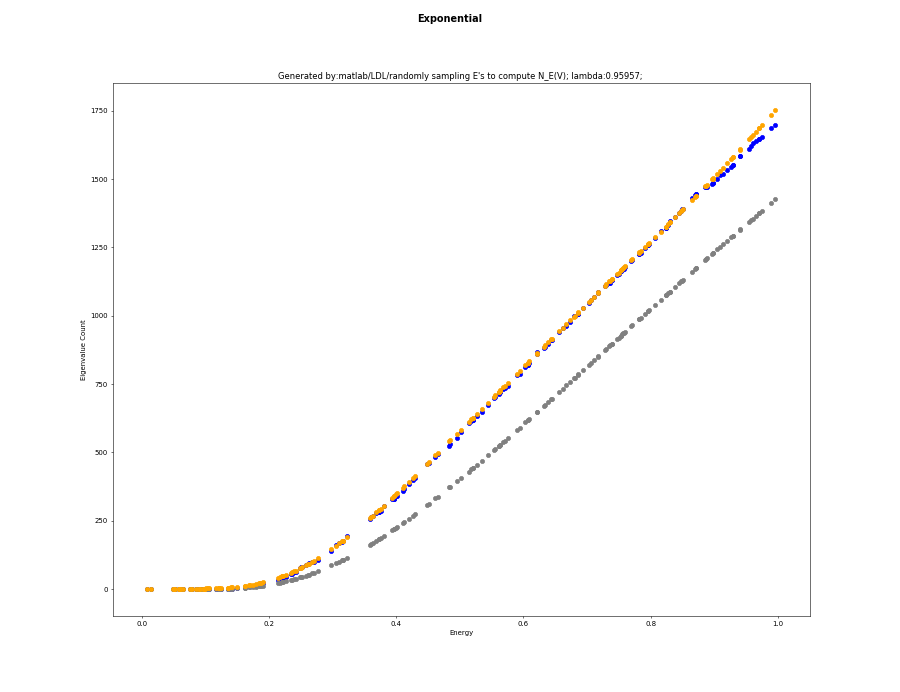 Exponential
Generated by:matlab/LDL/randomly sampling E's to compute N_E(V); lambda:0.95957;
1750
1500
1250
1000
750
500
250
0
Eigenvalue Count
0.0 0.2 0.4 0.6 0.8 1.0
Energy